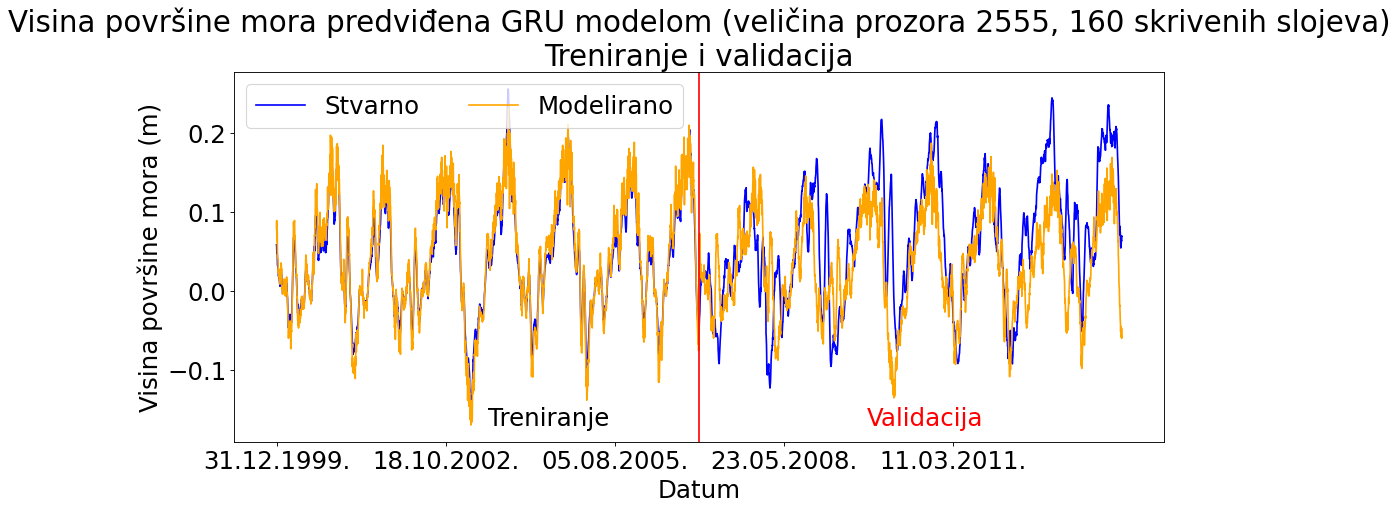 Visina površine mora predviđena GRU modelom (veličina prozora 2555, 160 skrivenih slojeva)
Treniranje i validacija
Stvarno
Modelirano
Visina površine mora (m)
0.2
0.1
0.0
−0.1
Treniranje
Validacija
31.12.1999.
18.10.2002.
05.08.2005.
23.05.2008.
11.03.2011.
Datum